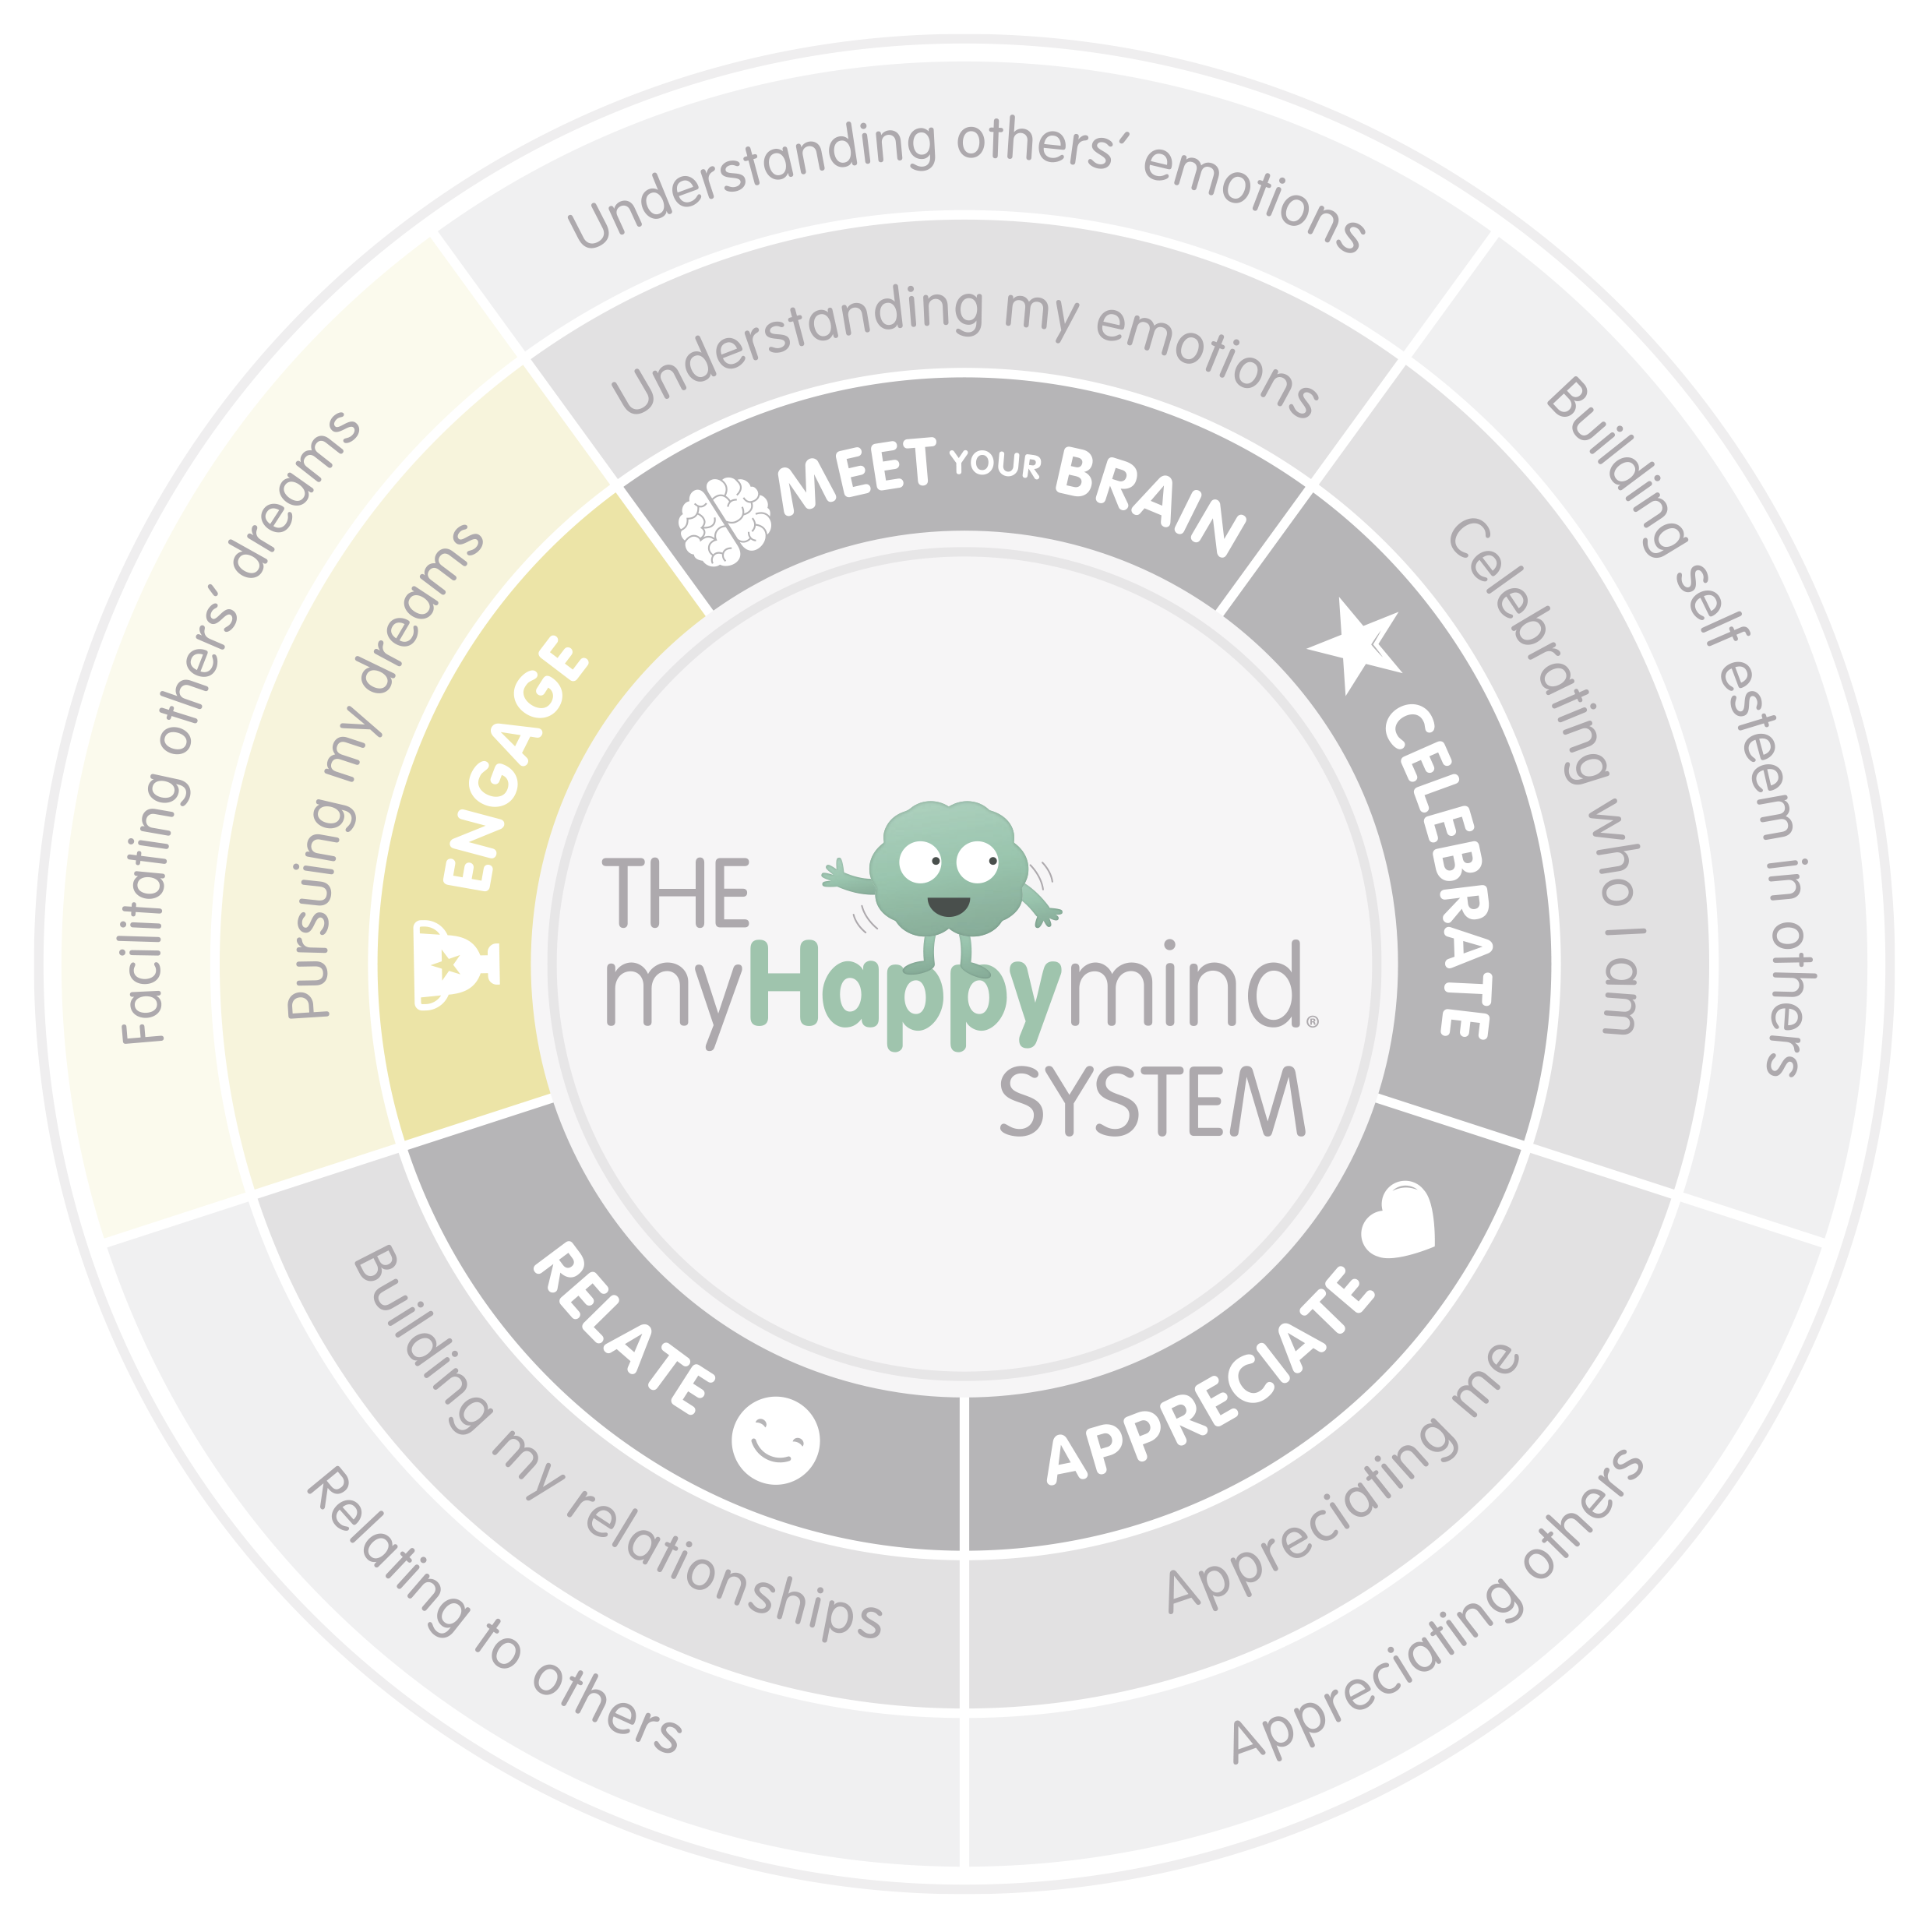 Understanding others' emotions
Understanding my emotions
MEET YOUR BRAIN
Building self esteem in others
Celebrating who I am
CELEBRATE
Appreciating others
Appreciating me
APPRECIATE
Relating to others
Building my relationships
RELATE
Facilitating others' dreams
Pursuing my dreams
ENGAGE
THE
myHappymind.®
SYSTEM